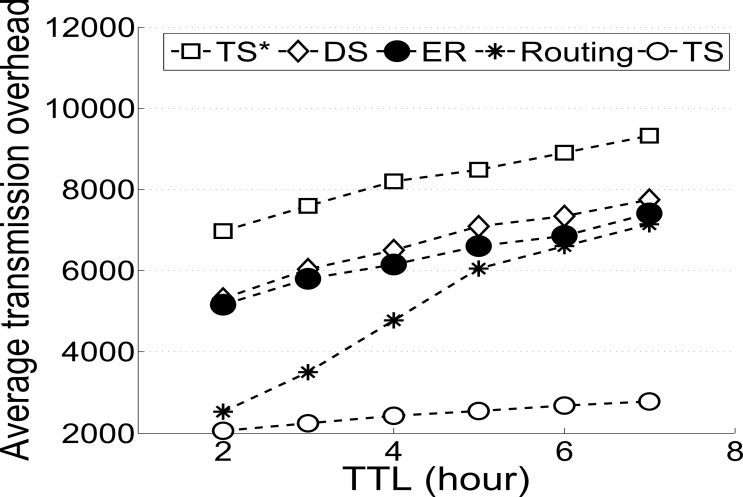 Average transmission overhead
12000
10000
8000
6000
4000
2000
TS* DS ER Routing TS
2 4 6 8
TTL (hour)